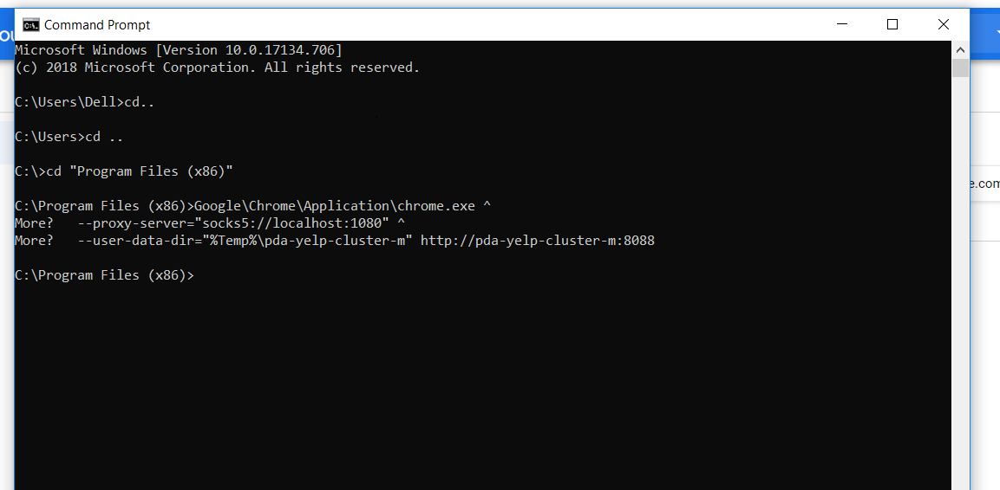 Command Prompt
Microsoft Windows [Version 10.0.17134.706]
(c) 2018 Microsoft Corporation. All rights reserved.
C:\Users\Dell>cd..
C:\Users>cd ..
C:\>cd "Program Files (x86)"
C:\Program Files (x86)>Google\Chrome\Application\chrome.exe ^
More?   --proxy-server="socks5://localhost:1080" ^
More?   --user-data-dir="%Temp%\pda-yelp-cluster-m" http://pda-yelp-cluster-m:8088
C:\Program Files (x86)>
e.com